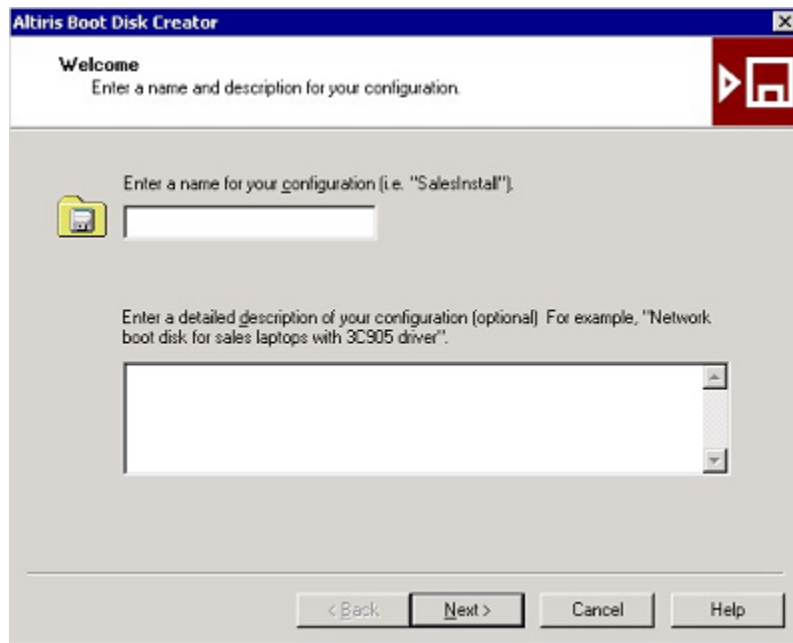 Altiris Boot Disk Creator
Welcome
Enter a name and description for your configuration.
Enter a name for your configuration (i.e. "SalesInstall").
Enter a detailed description of your configuration (optional) For example, "Network
boot disk for sales laptops with 3C905 driver".
< Back
Next >
Cancel
Help